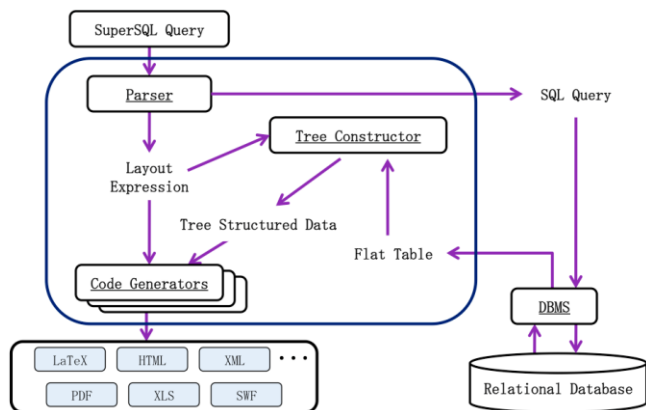 SuperSQL Query
Parser
SQL Query
Tree Constructor
Layout
Expression
Tree Structured Data
Flat Table
Code Generators
DBMS
LaTeX HTML XML ・・・
PDF XLS SWF
Relational Database